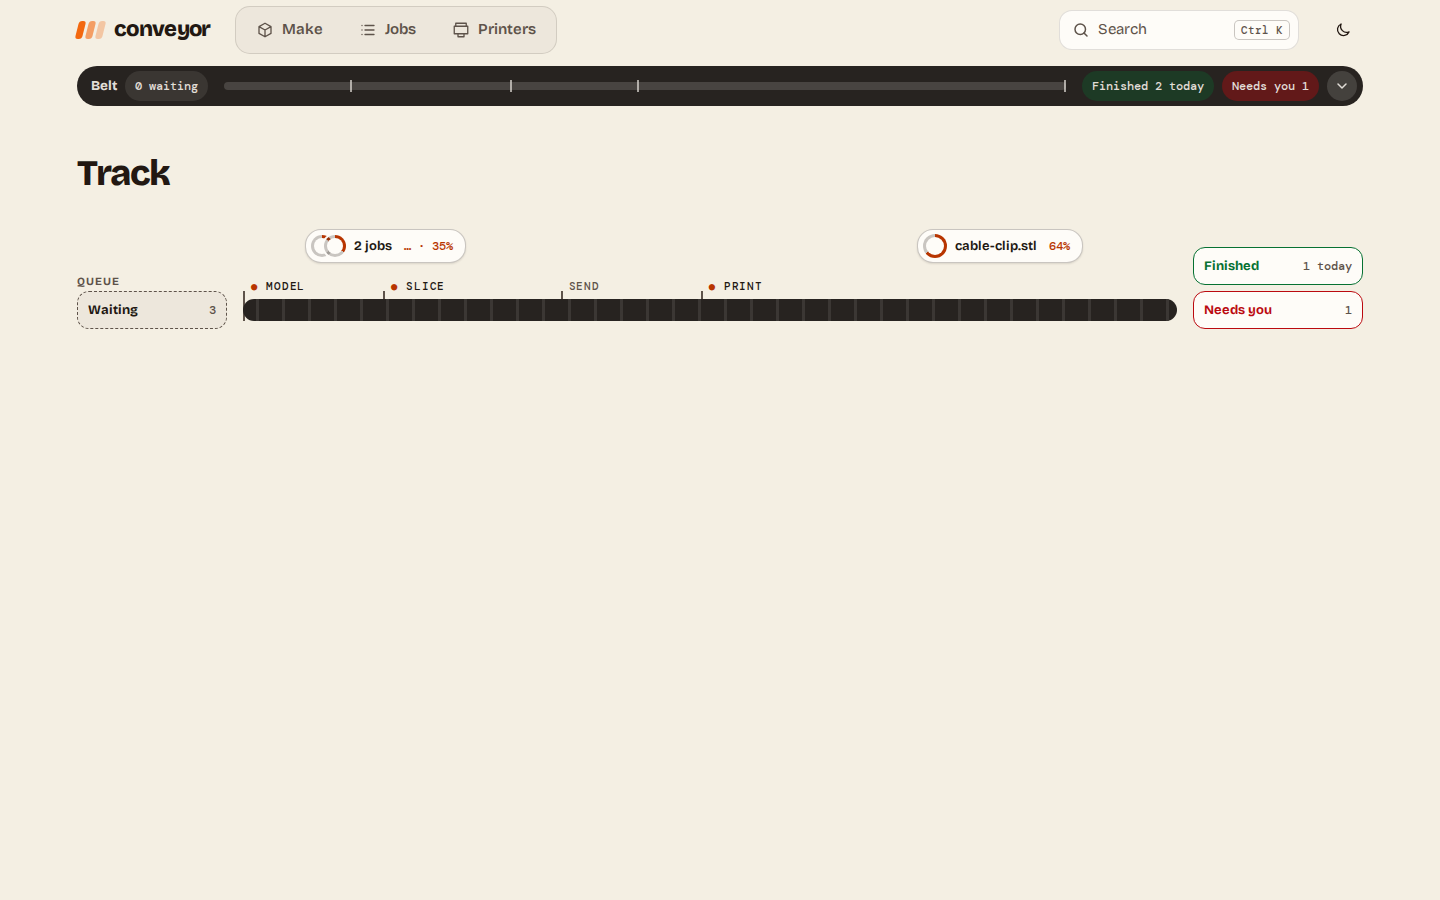 conveyor
Make
Jobs
Printers
Search
Ctrl K
Belt
0 waiting
Finished 2 today
Needs you 1
Track
2 jobs … · 35%
cable-clip.stl 64%
QUEUE
Waiting 3
MODEL
SLICE
SEND
PRINT
Finished 1 today
Needs you 1